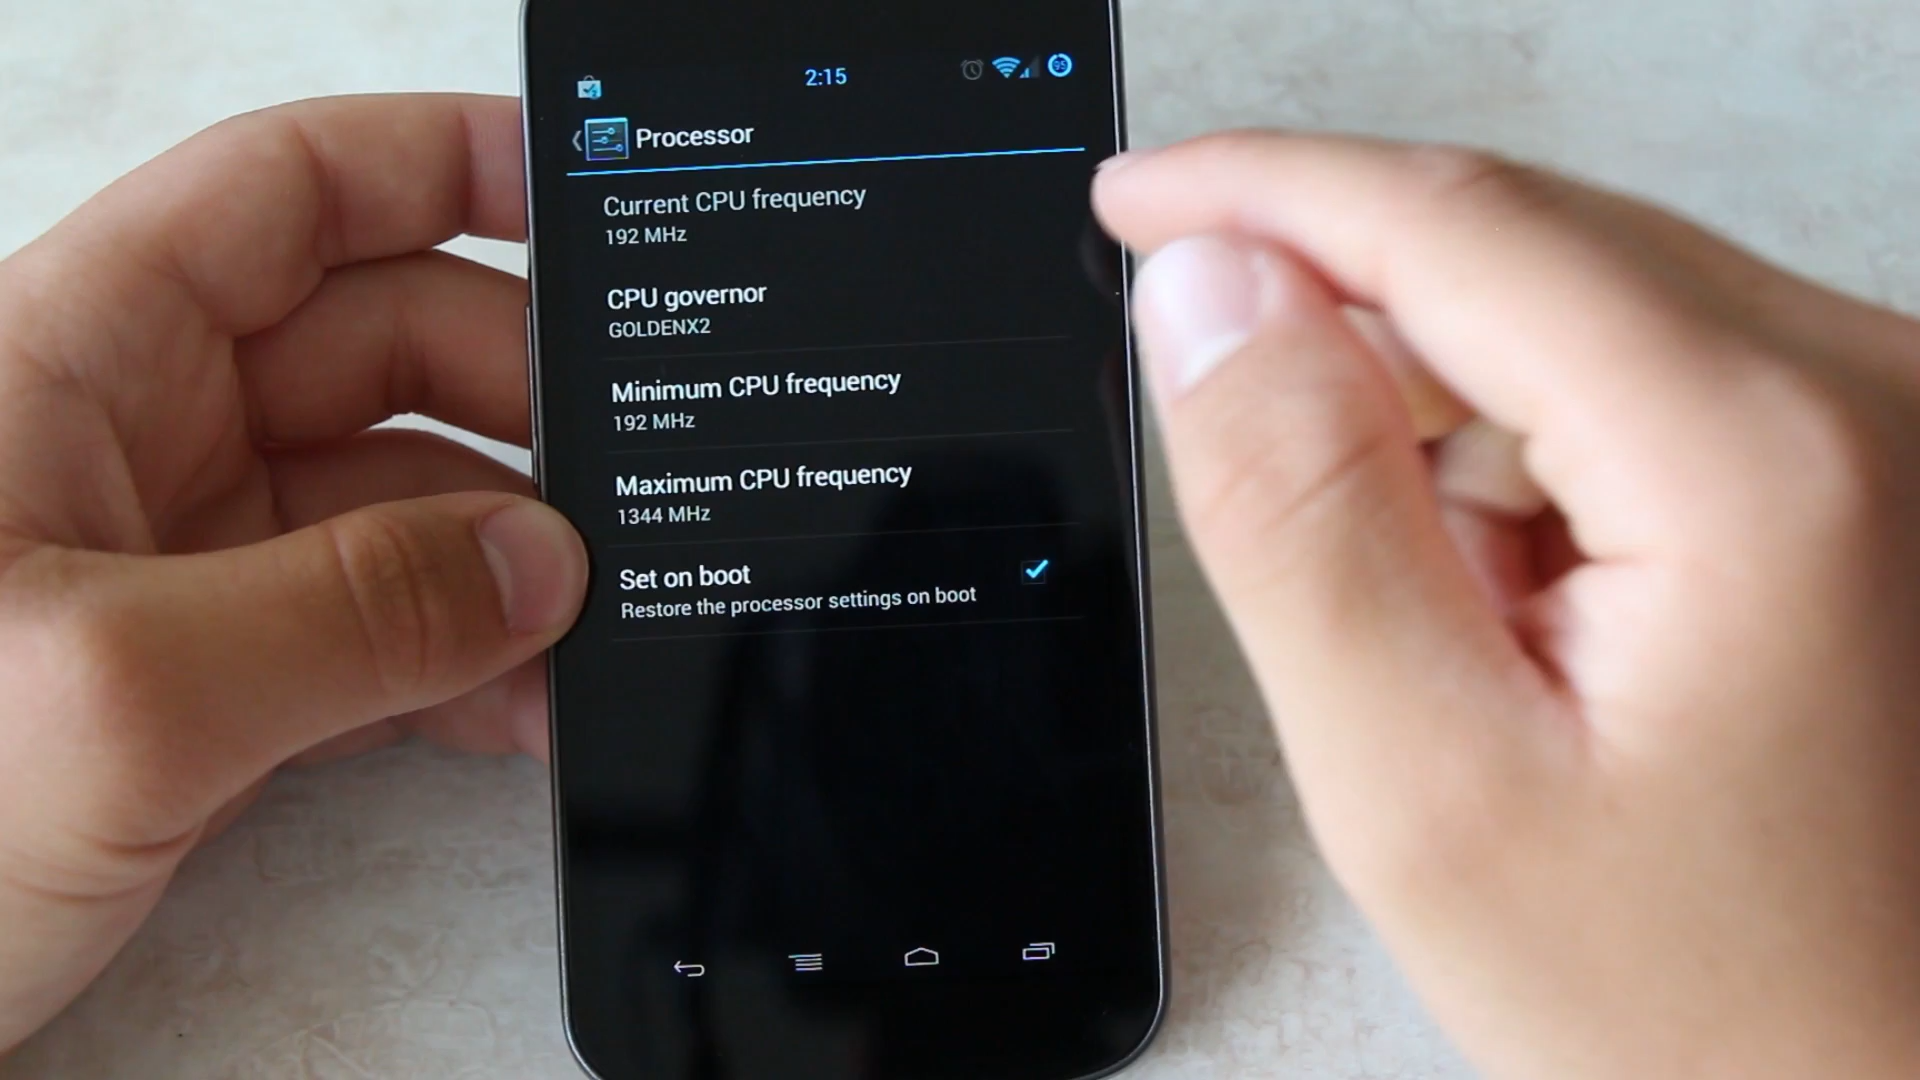 2:15
95
Processor
Current CPU frequency
192 MHz
CPU governor
GOLDENX2
Minimum CPU frequency
192 MHz
Maximum CPU frequency
1344 MHz
Set on boot
Restore the processor settings on boot